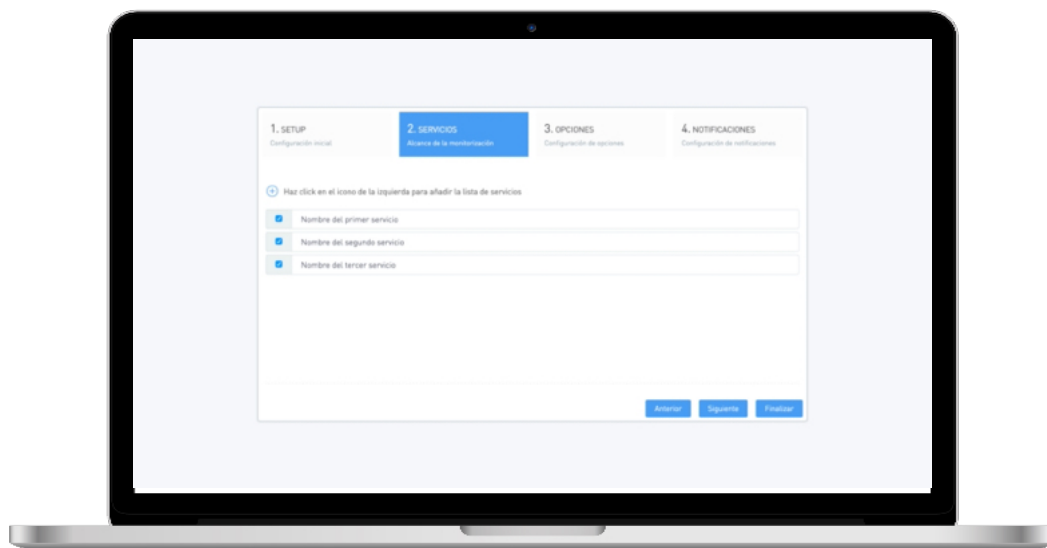 1. SETUP
Configuración inicial
2. SERVICIOS
Alcance de la monitorización
3. OPCIONES
Configuración de opciones
4. NOTIFICACIONES
Configuración de notificaciones
Haz click en el icono de la izquierda para añadir la lista de servicios
Nombre del primer servicio
Nombre del segundo servicio
Nombre del tercer servicio
Anterior
Siguiente
Finalizar